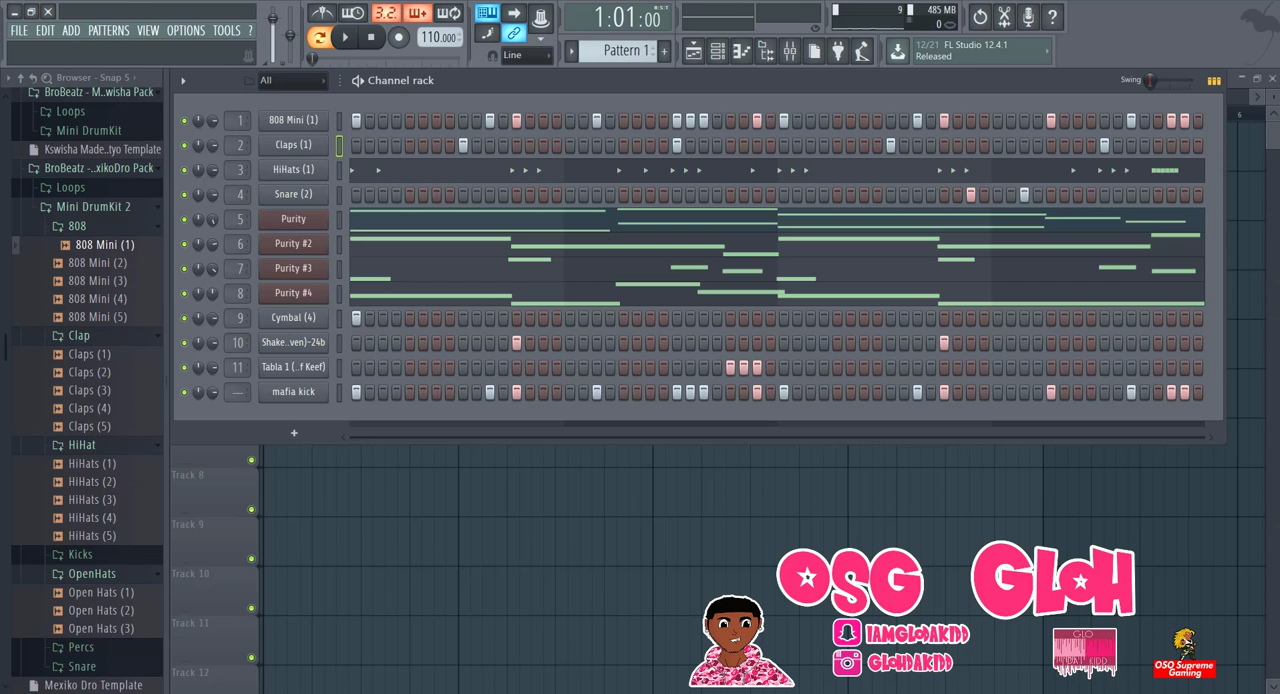 FILE EDIT ADD PATTERNS VIEW OPTIONS TOOLS ?
3.2
110.000
Line
1:01:00
B:S:T
Pattern 1
9
485 MB
0
12/21 FL Studio 12.4.1
Released
Browser - Snap 5
BroBeatz - M..wisha Pack
Loops
Mini DrumKit
Kswisha Made..tyo Template
BroBeatz -..xikoDro Pack
Loops
Mini DrumKit 2
808
808 Mini (1)
808 Mini (2)
808 Mini (3)
808 Mini (4)
808 Mini (5)
Clap
Claps (1)
Claps (2)
Claps (3)
Claps (4)
Claps (5)
HiHat
HiHats (1)
HiHats (2)
HiHats (3)
HiHats (4)
HiHats (5)
Kicks
OpenHats
Open Hats (1)
Open Hats (2)
Open Hats (3)
Percs
Snare
Mexiko Dro Template
All
Channel rack
Swing
1 808 Mini (1)
2 Claps (1)
3 HiHats (1)
4 Snare (2)
5 Purity
6 Purity #2
7 Purity #3
8 Purity #4
9 Cymbal (4)
10 Shake..ven)-24b
11 Tabla 1 (..f Keef)
--- mafia kick
+
6
Track 8
Track 9
Track 10
Track 11
Track 12
OSG GLOH
IAMGLODAKIDD
GLOHDAKIDD
OSO Supreme
Gaming